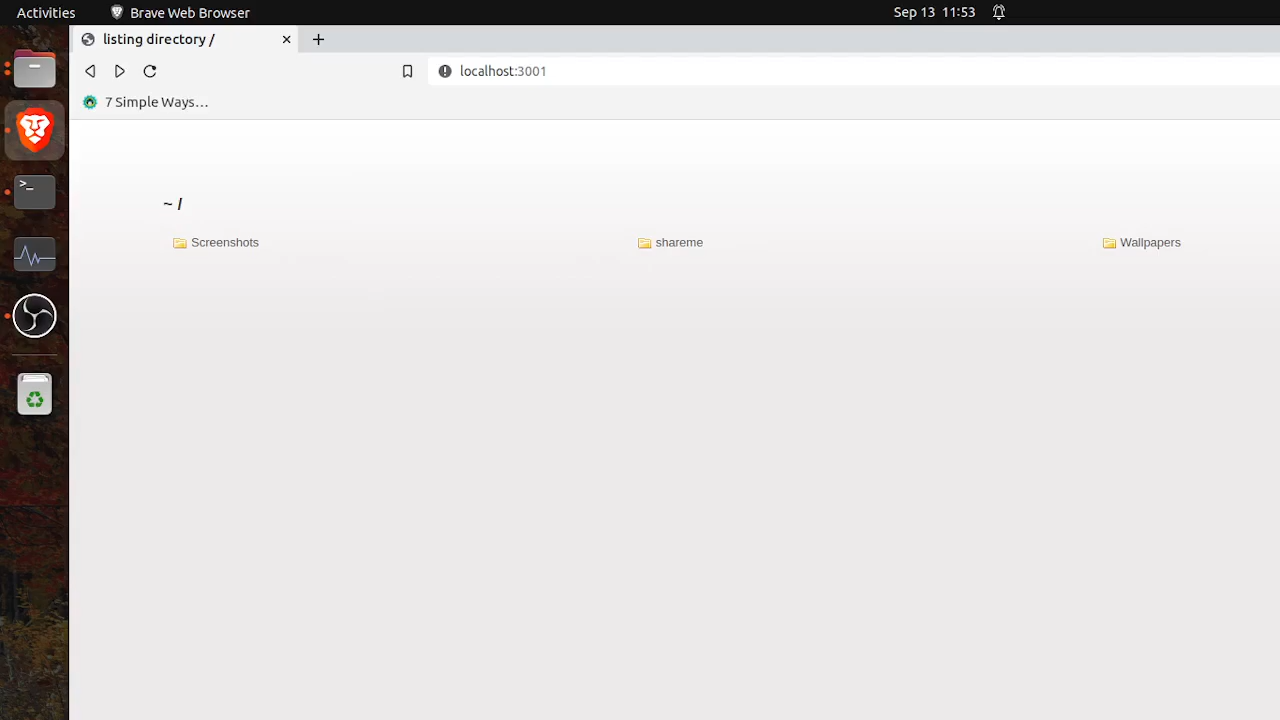 Activities
Brave Web Browser
Sep 13 11:53
listing directory /
localhost:3001
7 Simple Ways...
~ /
Screenshots
shareme
Wallpapers
>_